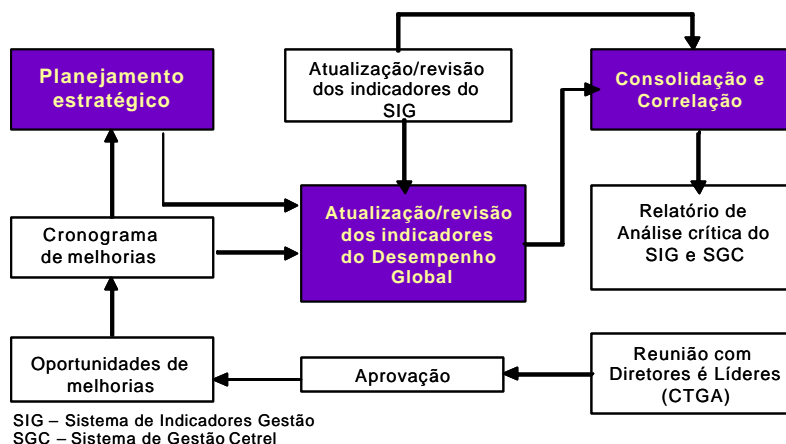 Planejamento
estratégico
Atualização/revisão
dos indicadores do
SIG
Consolidação e
Correlação
Atualização/revisão
dos indicadores
do Desempenho
Global
Relatório de
Análise crítica do
SIG e SGC
Cronograma
de melhorias
Oportunidades de
melhorias
Aprovação
Reunião com
Diretores é Líderes
(CTGA)
SIG – Sistema de Indicadores Gestão
SGC – Sistema de Gestão Cetrel